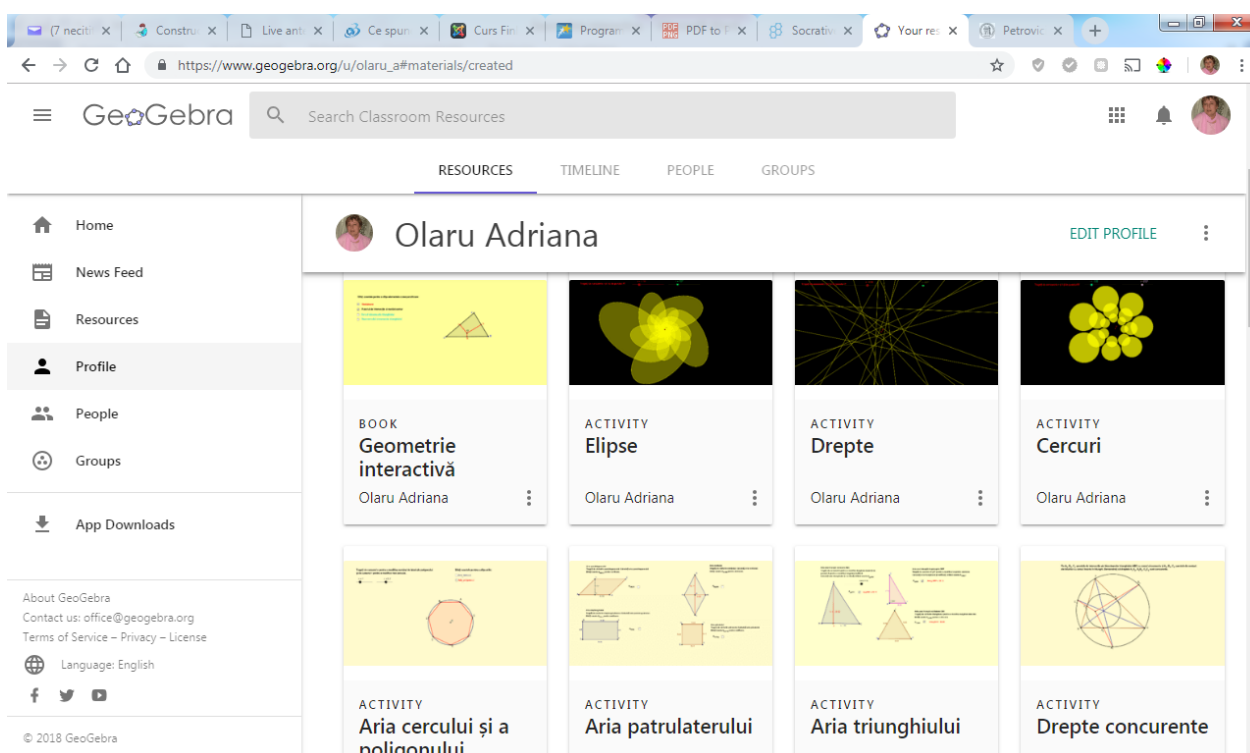 (7 neciti
Constru
Live ant
Ce spun
Curs Fin
Program
PDF to
Socrativ
Your res
Petrovic
https://www.geogebra.org/u/olaru_a#materials/created
GeoGebra
Search Classroom Resources
RESOURCES TIMELINE PEOPLE GROUPS
Home
News Feed
Resources
Profile
People
Groups
App Downloads
About GeoGebra
Contact us: office@geogebra.org
Terms of Service – Privacy – License
Language: English
© 2018 GeoGebra
Olaru Adriana
EDIT PROFILE
BOOK
Geometrie
interactivă
Olaru Adriana
ACTIVITY
Elipse
Olaru Adriana
ACTIVITY
Drepte
Olaru Adriana
ACTIVITY
Cercuri
Olaru Adriana
ACTIVITY
Aria cercului și a
poligonului
ACTIVITY
Aria patrulaterului
ACTIVITY
Aria triunghiului
ACTIVITY
Drepte concurente